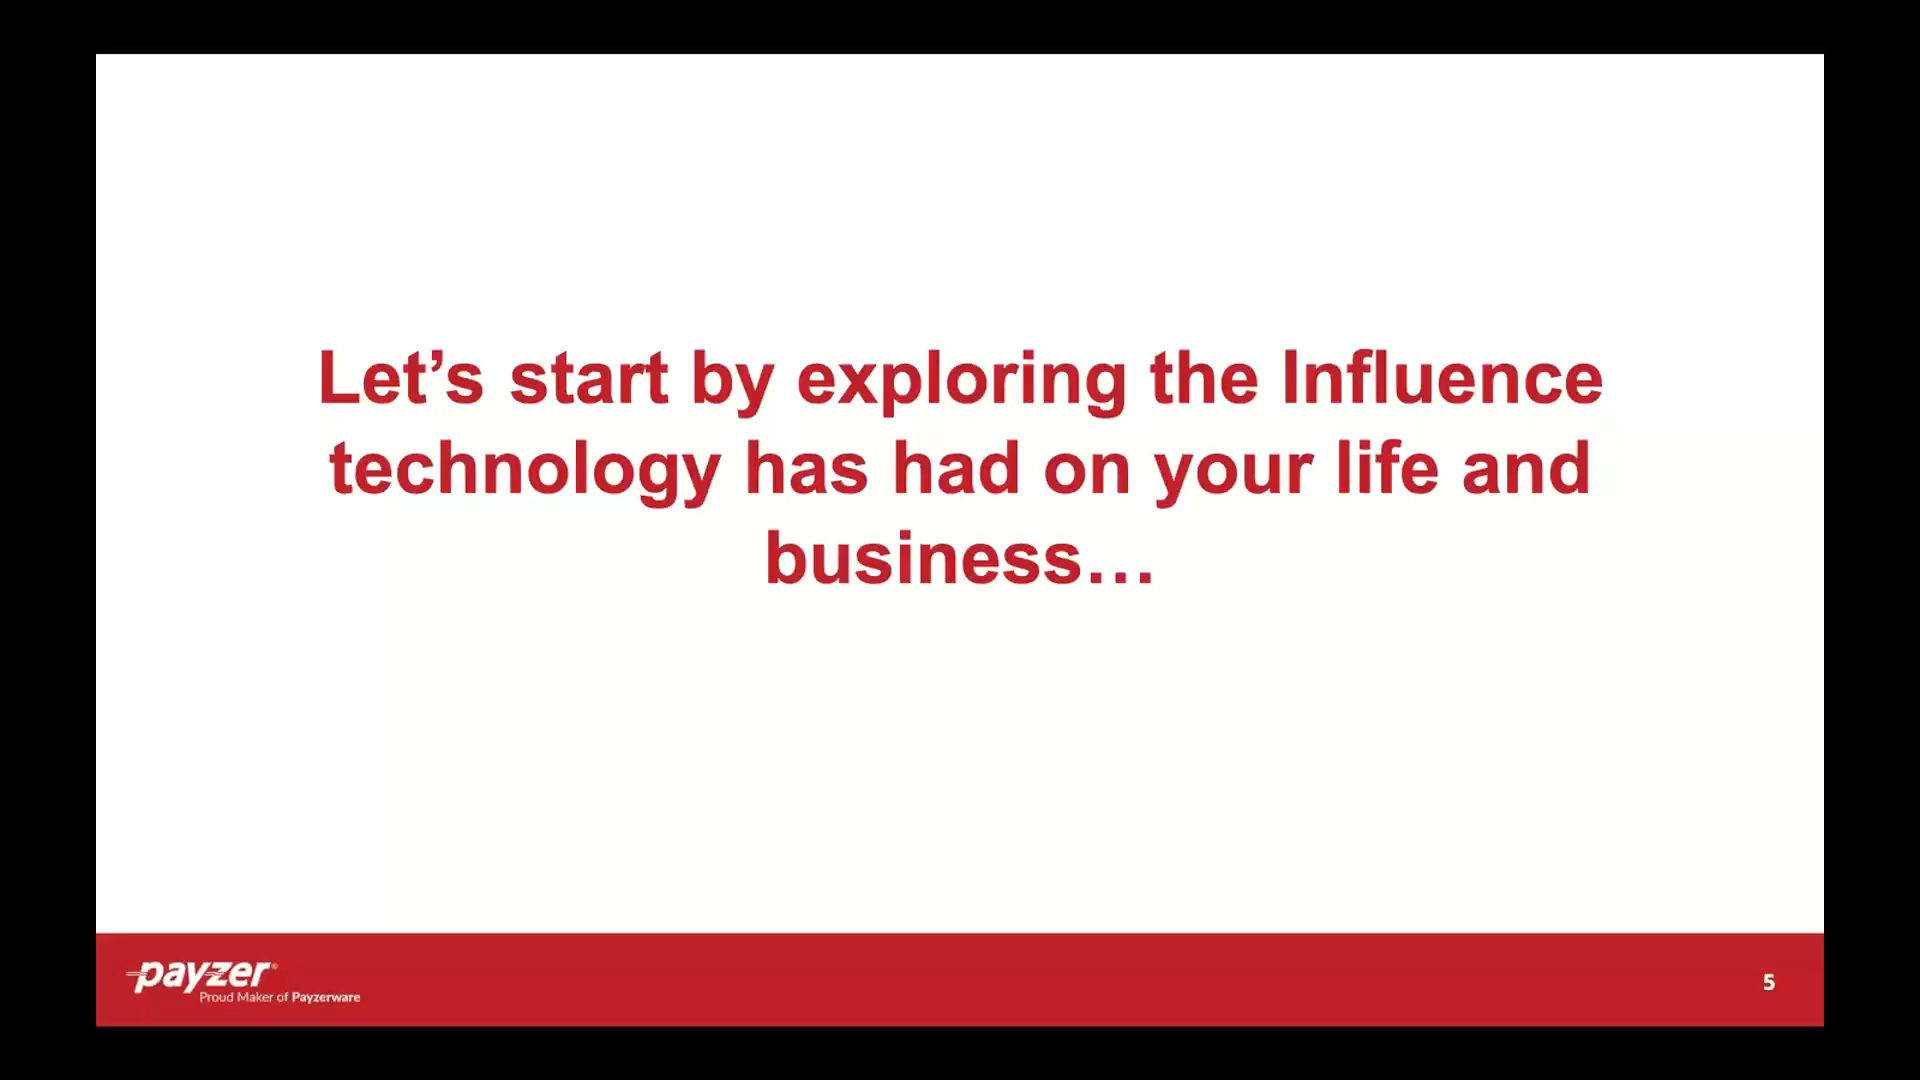 Let’s start by exploring the Influence
technology has had on your life and
business…
payzer®
Proud Maker of Payzerware
5